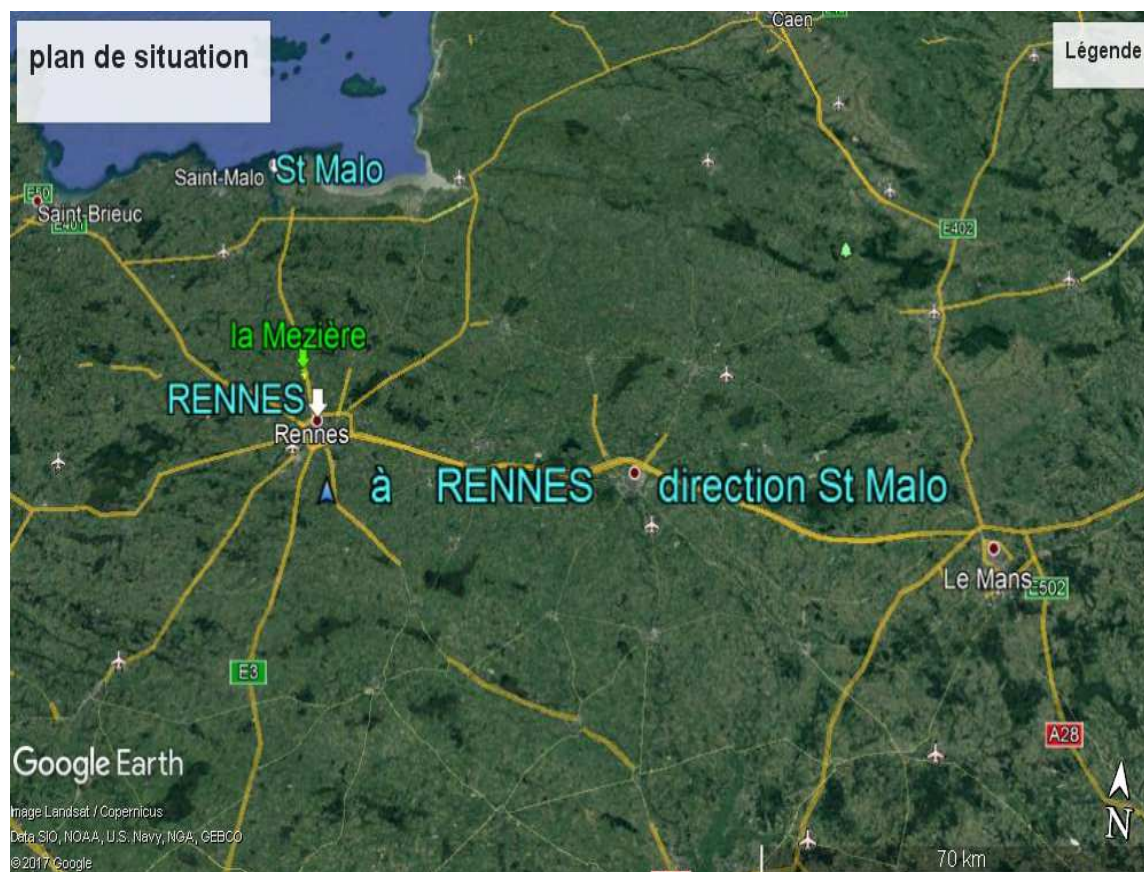 plan de situation
Légende
Caen
Saint-Malo St Malo
E50
Saint-Brieuc
E401
E402
la Mezière
RENNES
Rennes
à RENNES direction St Malo
Le Mans
E502
E3
A28
Google Earth
Image Landsat / Copernicus
Data SIO, NOAA, U.S. Navy, NGA, GEBCO
© 2017 Google
N
70 km